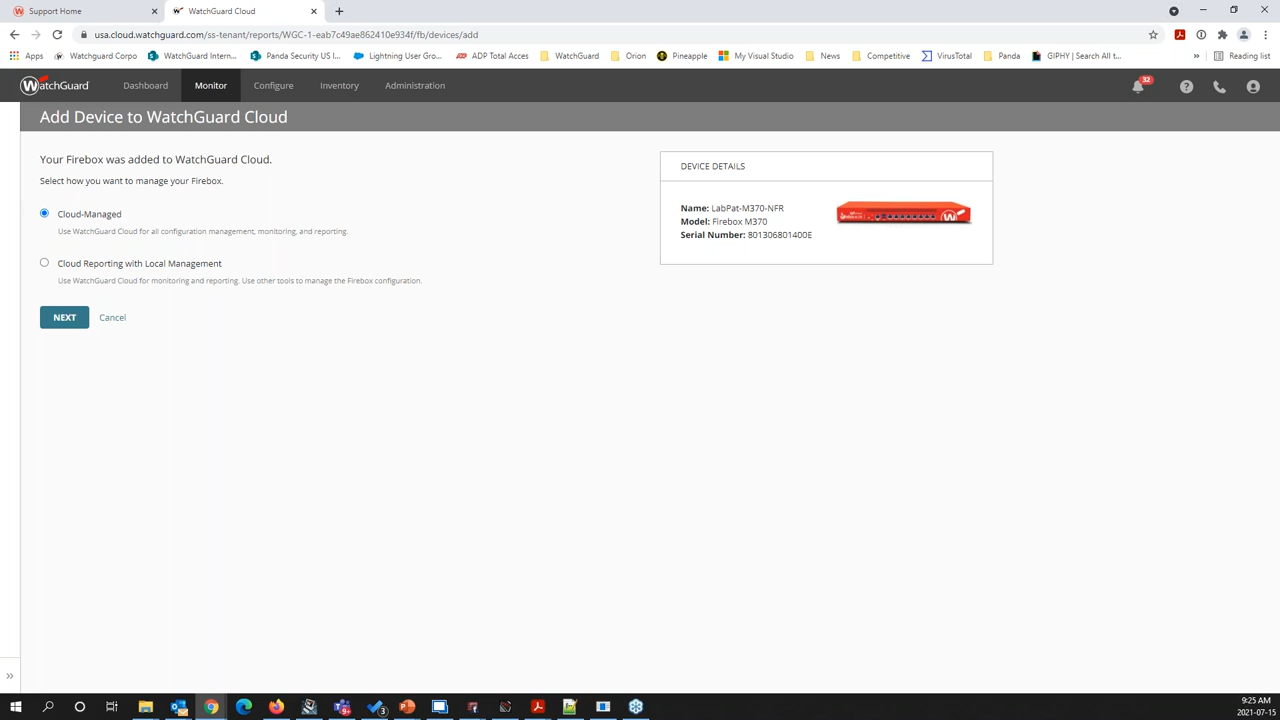 Support Home
WatchGuard Cloud
usa.cloud.watchguard.com/ss-tenant/reports/WGC-1-eab7c49ae862410e934f/fb/devices/add
Apps
Watchguard Corpo
WatchGuard Intern...
Panda Security US I...
Lightning User Gro...
ADP Total Acces
WatchGuard
Orion
Pineapple
My Visual Studio
News
Competitive
VirusTotal
Panda
GIPHY | Search All t...
»
Reading list
WatchGuard
Dashboard
Monitor
Configure
Inventory
Administration
32
Add Device to WatchGuard Cloud
Your Firebox was added to WatchGuard Cloud.
Select how you want to manage your Firebox.
Cloud-Managed
Use WatchGuard Cloud for all configuration management, monitoring, and reporting.
Cloud Reporting with Local Management
Use WatchGuard Cloud for monitoring and reporting. Use other tools to manage the Firebox configuration.
NEXT
Cancel
DEVICE DETAILS
Name: LabPat-M370-NFR
Model: Firebox M370
Serial Number: 801306801400E
»
9+
3
9:25 AM
2021-07-15